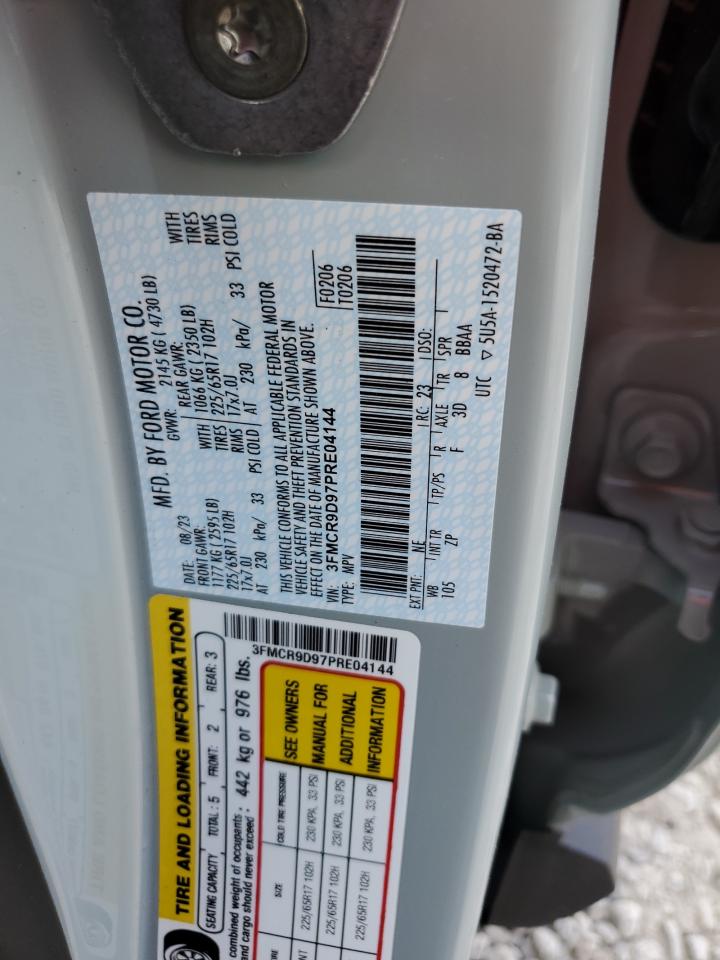 MFD. BY FORD MOTOR CO.
DATE: 08/23 GVWR: 2145 KG ( 4730 LB)
FRONT GAWR: REAR GAWR:
1177 KG ( 2595 LB) WITH 1066 KG ( 2350 LB) WITH
225/65R17 102H TIRES 225/65R17 102H TIRES
17x7.0J RIMS 17x7.0J RIMS
AT 230 kPa/ 33 PSI COLD AT 230 kPa/ 33 PSI COLD
THIS VEHICLE CONFORMS TO ALL APPLICABLE FEDERAL MOTOR
VEHICLE SAFETY AND THEFT PREVENTION STANDARDS IN
EFFECT ON THE DATE OF MANUFACTURE SHOWN ABOVE.
VIN: 3FMCR9D97PRE04144 F0206
TYPE: MPV T0206
EXT PNT: NE RC: 23 DSO:
WB INT TR TP/PS R AXLE TR SPR
105 ZP F 3D 8 BBAA
UTC ▽ 5U5A-1520472-BA
TIRE AND LOADING INFORMATION
SEATING CAPACITY TOTAL : 5 FRONT: 2 REAR: 3
combined weight of occupants
and cargo should never exceed : 442 kg or 976 lbs.
3FMCR9D97PRE04144
SIZE COLD TIRE PRESSURE
225/65R17 102H 230 KPA, 33 PSI
225/65R17 102H 230 KPA, 33 PSI
225/65R17 102H 230 KPA, 33 PSI
SEE OWNERS
MANUAL FOR
ADDITIONAL
INFORMATION